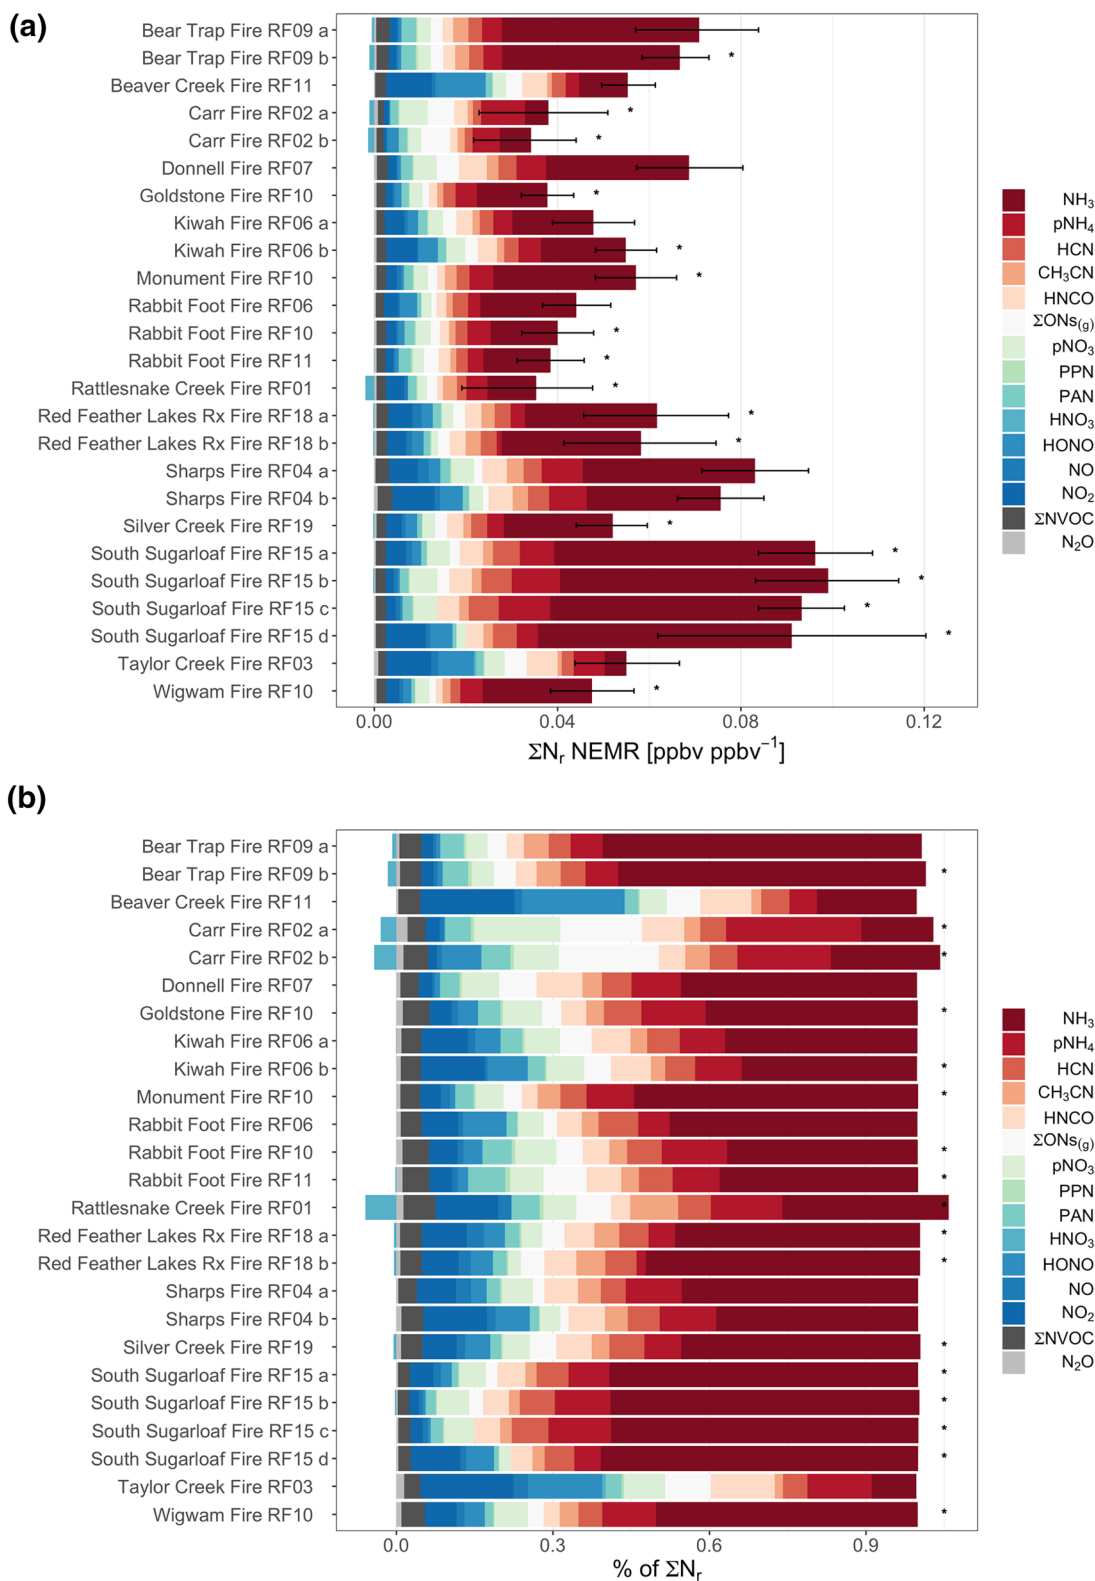 (a)
Bear Trap Fire RF09 a
Bear Trap Fire RF09 b
*
Beaver Creek Fire RF11
Carr Fire RF02 a
*
Carr Fire RF02 b
*
Donnell Fire RF07
Goldstone Fire RF10
*
Kiwah Fire RF06 a
Kiwah Fire RF06 b
*
Monument Fire RF10
*
Rabbit Foot Fire RF06
Rabbit Foot Fire RF10
*
Rabbit Foot Fire RF11
*
Rattlesnake Creek Fire RF01
*
Red Feather Lakes Rx Fire RF18 a
*
Red Feather Lakes Rx Fire RF18 b
*
Sharps Fire RF04 a
Sharps Fire RF04 b
Silver Creek Fire RF19
*
South Sugarloaf Fire RF15 a
*
South Sugarloaf Fire RF15 b
*
South Sugarloaf Fire RF15 c
*
South Sugarloaf Fire RF15 d
*
Taylor Creek Fire RF03
Wigwam Fire RF10
*
0.00 0.04 0.08 0.12
ΣNᵣ NEMR [ppbv ppbv⁻¹]
NH₃
pNH₄
HCN
CH₃CN
HNCO
ΣONs₍g₎
pNO₃
PPN
PAN
HNO₃
HONO
NO
NO₂
ΣNVOC
N₂O
(b)
Bear Trap Fire RF09 a
Bear Trap Fire RF09 b
*
Beaver Creek Fire RF11
Carr Fire RF02 a
*
Carr Fire RF02 b
*
Donnell Fire RF07
Goldstone Fire RF10
*
Kiwah Fire RF06 a
Kiwah Fire RF06 b
*
Monument Fire RF10
*
Rabbit Foot Fire RF06
Rabbit Foot Fire RF10
*
Rabbit Foot Fire RF11
*
Rattlesnake Creek Fire RF01
*
Red Feather Lakes Rx Fire RF18 a
*
Red Feather Lakes Rx Fire RF18 b
*
Sharps Fire RF04 a
Sharps Fire RF04 b
Silver Creek Fire RF19
*
South Sugarloaf Fire RF15 a
*
South Sugarloaf Fire RF15 b
*
South Sugarloaf Fire RF15 c
*
South Sugarloaf Fire RF15 d
*
Taylor Creek Fire RF03
Wigwam Fire RF10
*
0.0 0.3 0.6 0.9
% of ΣNᵣ
NH₃
pNH₄
HCN
CH₃CN
HNCO
ΣONs₍g₎
pNO₃
PPN
PAN
HNO₃
HONO
NO
NO₂
ΣNVOC
N₂O